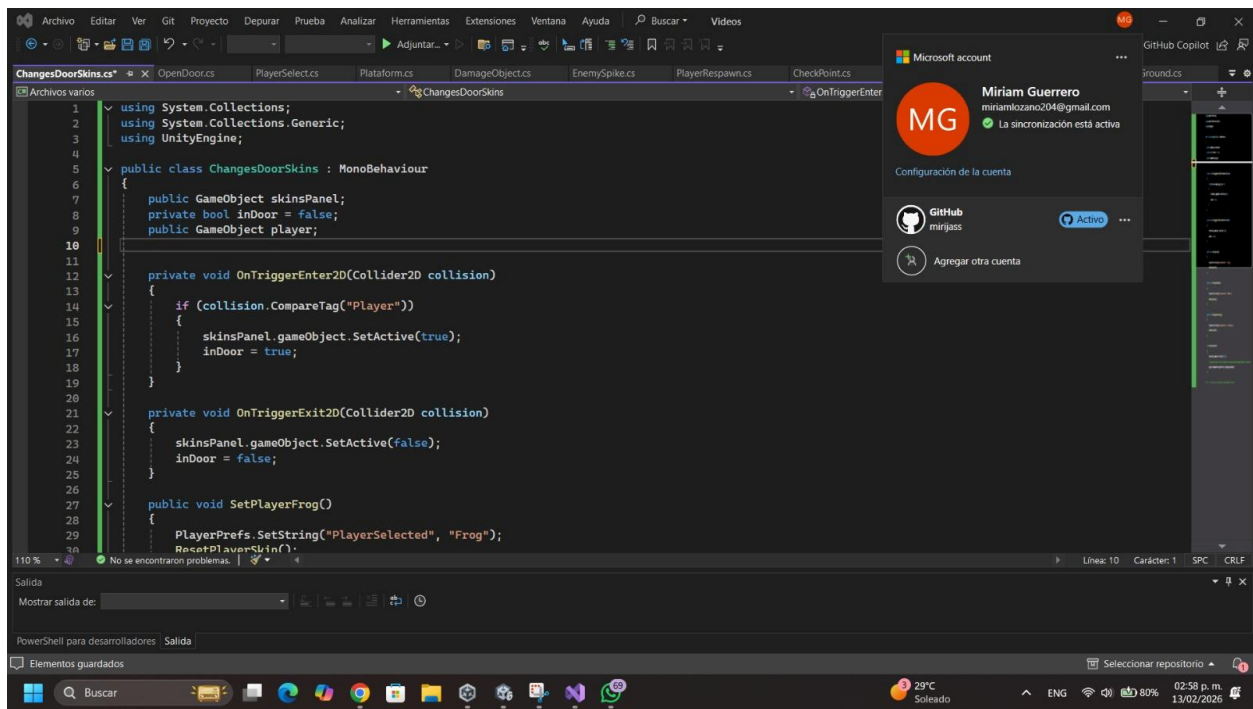 Archivo Editar Ver Git Proyecto Depurar Prueba Analizar Herramientas Extensiones Ventana Ayuda Buscar Videos MG
Adjuntar... GitHub Copilot
ChangesDoorSkins.cs* OpenDoor.cs PlayerSelect.cs Plataform.cs DamageObject.cs EnemySpike.cs PlayerRespawn.cs CheckPoint.cs Ground.cs
Archivos varios ChangesDoorSkins OnTriggerEnter
1 using System.Collections;
2 using System.Collections.Generic;
3 using UnityEngine;
4
5 public class ChangesDoorSkins : MonoBehaviour
6 {
7 public GameObject skinsPanel;
8 private bool inDoor = false;
9 public GameObject player;
10
11
12 private void OnTriggerEnter2D(Collider2D collision)
13 {
14 if (collision.CompareTag("Player"))
15 {
16 skinsPanel.gameObject.SetActive(true);
17 inDoor = true;
18 }
19 }
20
21 private void OnTriggerExit2D(Collider2D collision)
22 {
23 skinsPanel.gameObject.SetActive(false);
24 inDoor = false;
25 }
26
27 public void SetPlayerFrog()
28 {
29 PlayerPrefs.SetString("PlayerSelected", "Frog");
30 ResetPlayerSkin();
Microsoft account
MG
Miriam Guerrero
miriamlozano204@gmail.com
La sincronización está activa
Configuración de la cuenta
GitHub
mirijass
Activo
Agregar otra cuenta
110 % No se encontraron problemas. Línea: 10 Carácter: 1 SPC CRLF
Salida
Mostrar salida de:
PowerShell para desarrolladores Salida
Elementos guardados Seleccionar repositorio
Buscar 69 3 29°C ENG 80% 02:58 p. m.
Soleado 13/02/2026